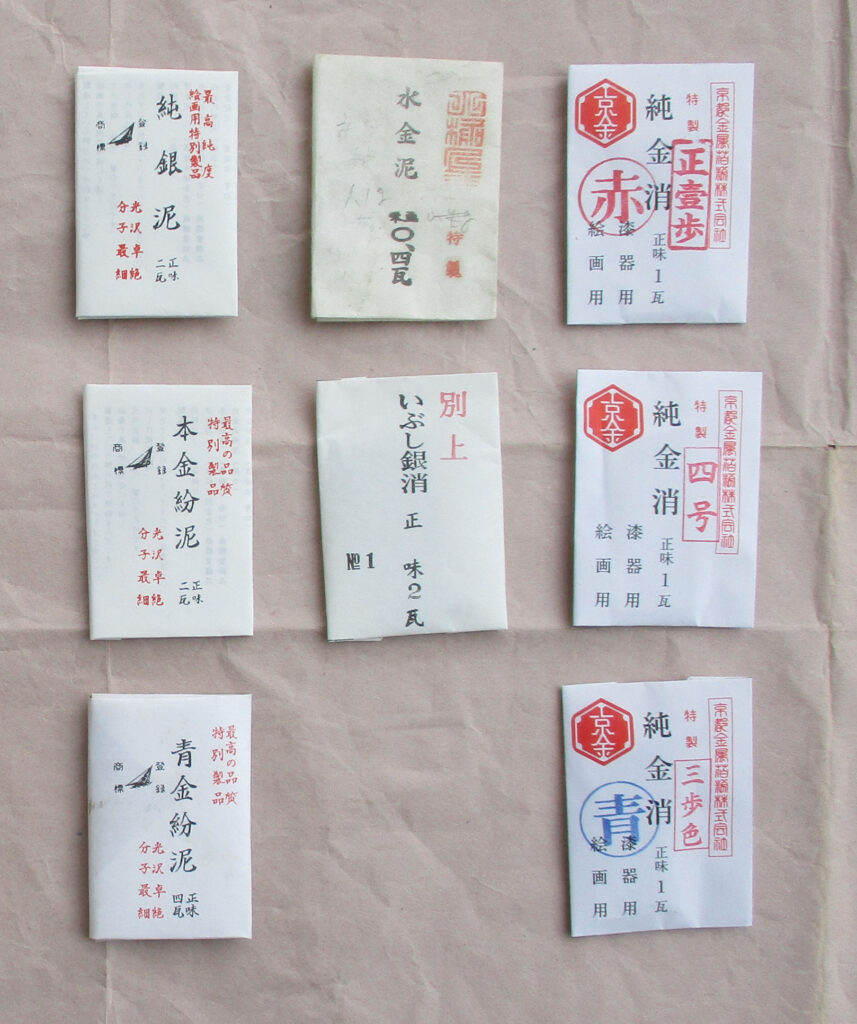 最高純度
絵画用特別製品
純銀泥
登録
商標
光沢卓絶
分子最細
正味
二瓦
水金泥
〇.四瓦
特製
京都金属箔粉株式会社
特製
正壹歩
純金消
正味1瓦
京金
赤
漆器用
絵画用
最高の品質
特別製品
本金紛泥
登録
商標
光沢卓絶
分子最細
正味
二瓦
別上
いぶし銀消
正味2瓦
№1
京都金属箔粉株式会社
特製
四号
純金消
正味1瓦
京金
漆器用
絵画用
最高の品質
特別製品
青金紛泥
登録
商標
光沢卓絶
分子最細
正味
四瓦
京都金属箔粉株式会社
特製
三歩色
純金消
正味1瓦
京金
青
漆器用
絵画用